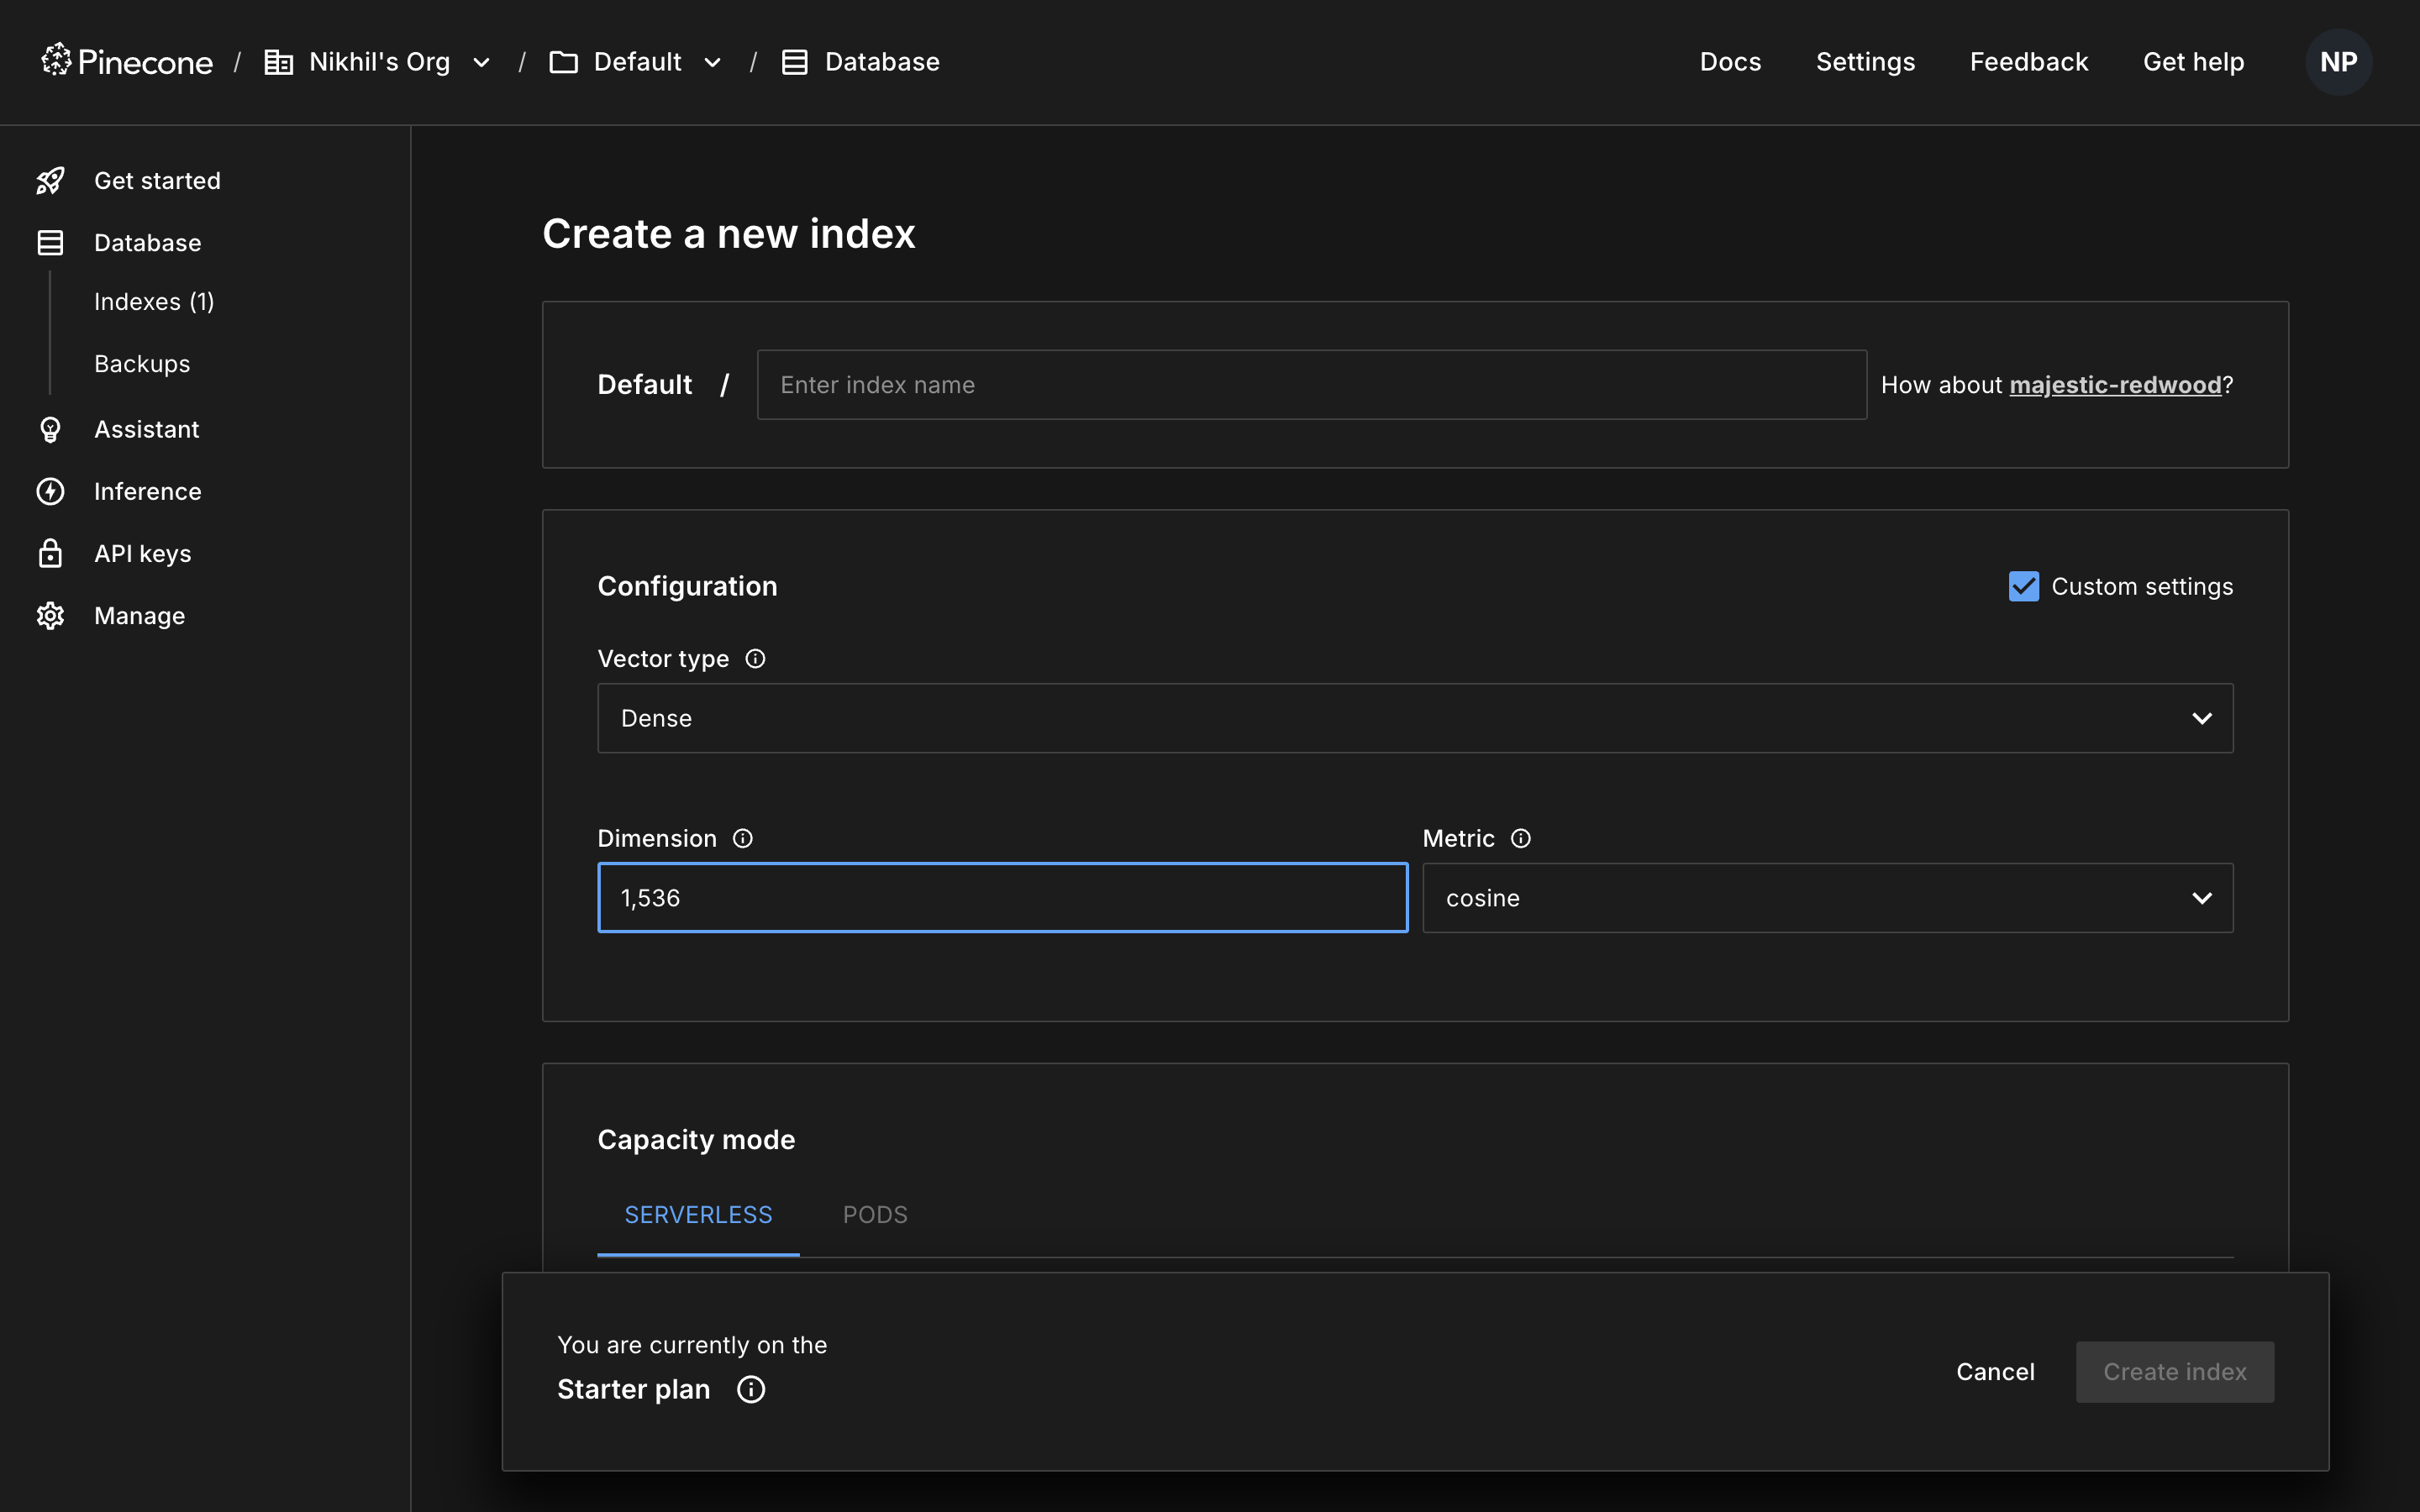 Pinecone / Nikhil's Org / Default / Database
Docs Settings Feedback Get help NP
Get started
Database
Indexes (1)
Backups
Assistant
Inference
API keys
Manage
Create a new index
Default / Enter index name How about majestic-redwood?
Configuration Custom settings
Vector type
Dense
Dimension Metric
1,536 cosine
Capacity mode
SERVERLESS PODS
You are currently on the
Starter plan
Cancel Create index